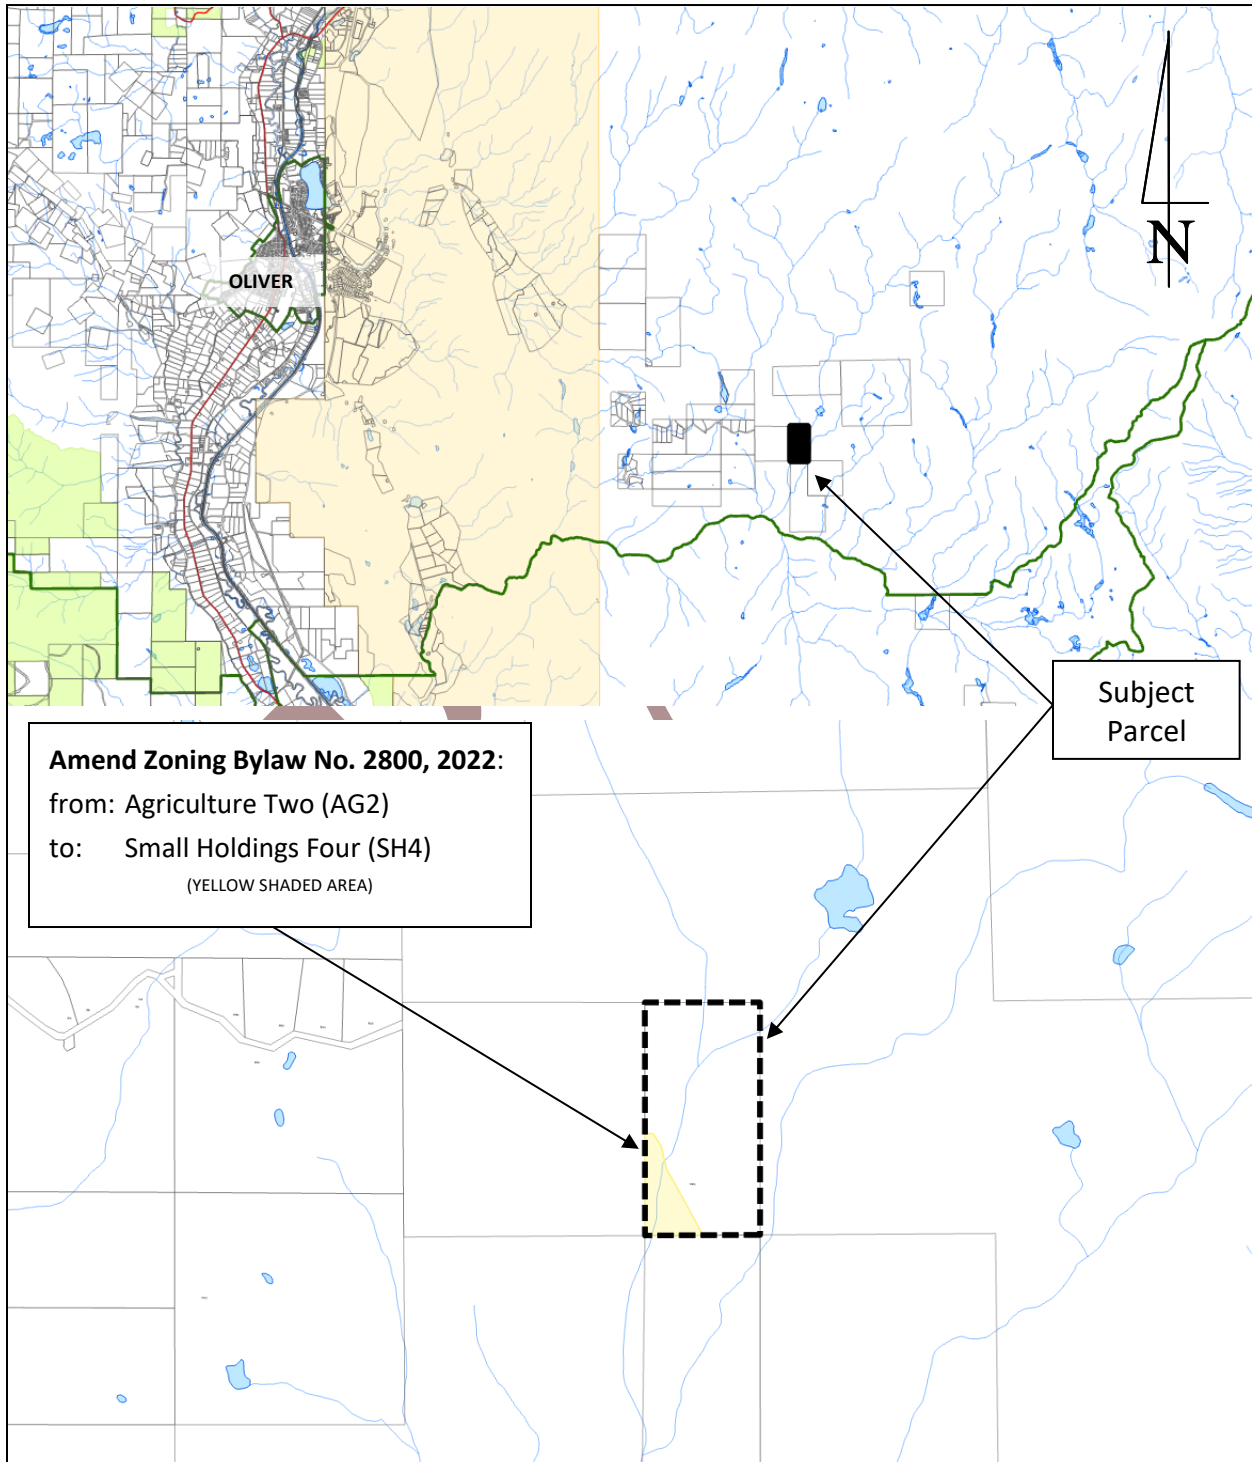 OLIVER
N
Subject
Parcel
Amend Zoning Bylaw No. 2800, 2022:
from: Agriculture Two (AG2)
to: Small Holdings Four (SH4)
(YELLOW SHADED AREA)